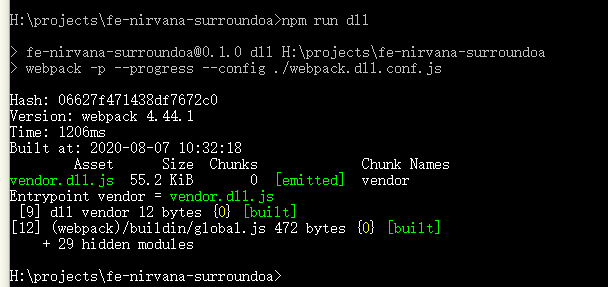 H:\projects\fe-nirvana-surroundoa>npm run dll
> fe-nirvana-surroundoa@0.1.0 dll H:\projects\fe-nirvana-surroundoa
> webpack -p --progress --config ./webpack.dll.conf.js
Hash: 06627f471438df7672c0
Version: webpack 4.44.1
Time: 1206ms
Built at: 2020-08-07 10:32:18
Asset Size Chunks Chunk Names
vendor.dll.js 55.2 KiB 0 [emitted] vendor
Entrypoint vendor = vendor.dll.js
[9] dll vendor 12 bytes {0} [built]
[12] (webpack)/buildin/global.js 472 bytes {0} [built]
+ 29 hidden modules
H:\projects\fe-nirvana-surroundoa>